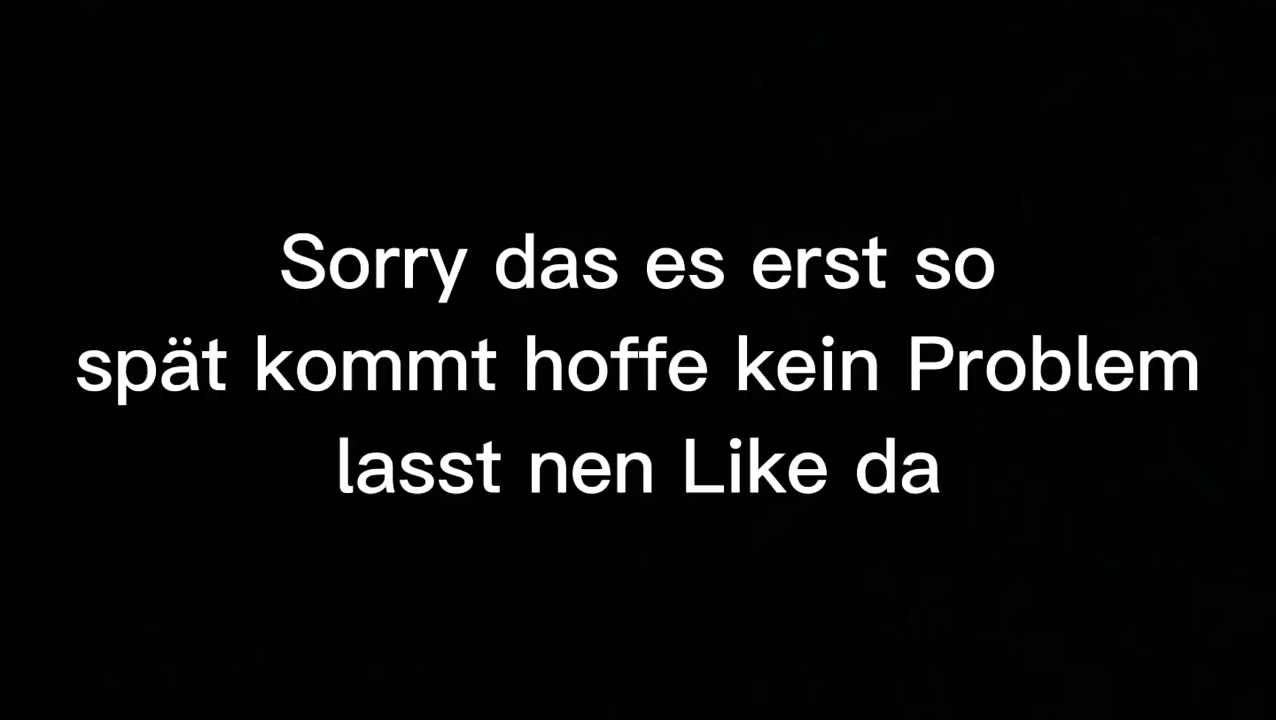 Sorry das es erst so
spät kommt hoffe kein Problem
lasst nen Like da